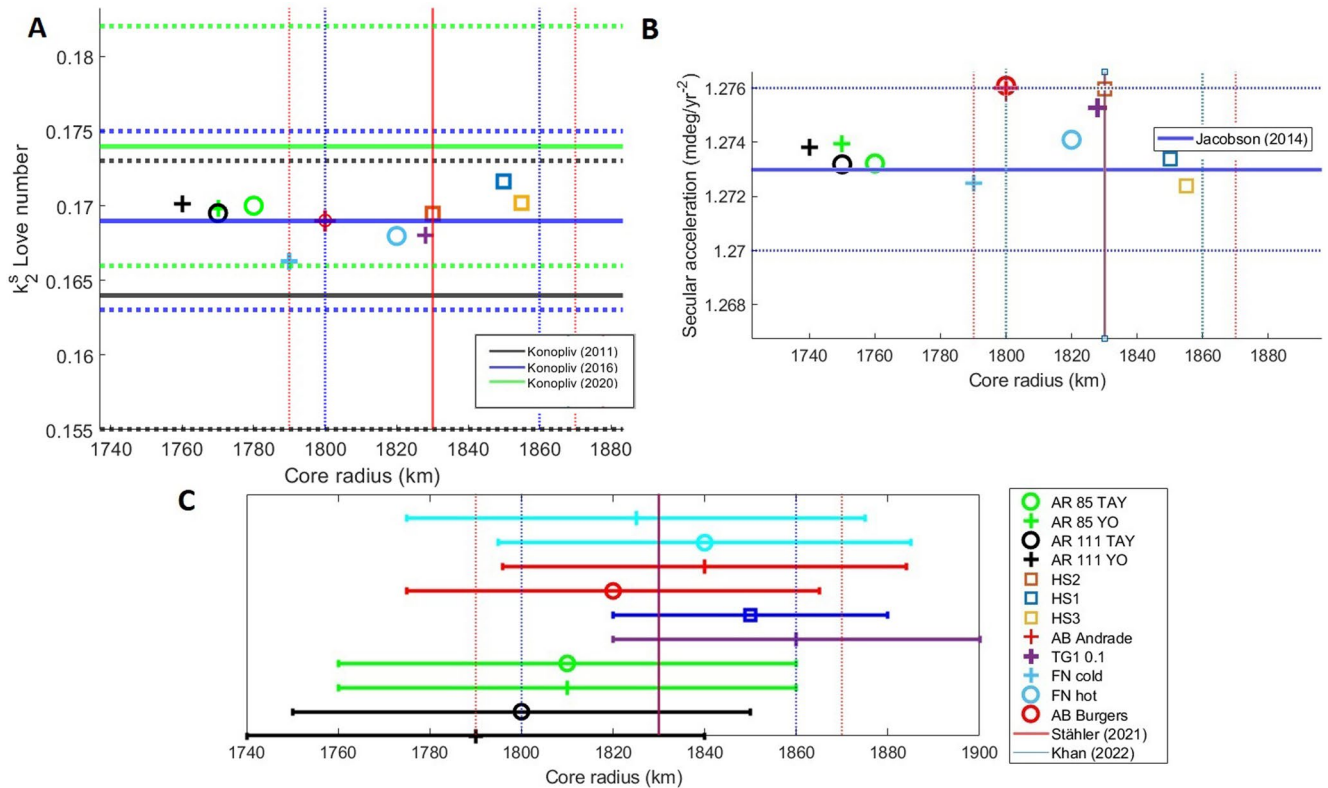 A
0.18
0.175
0.17
0.165
0.16
0.155
k₂ˢ Love number
1740 1760 1780 1800 1820 1840 1860 1880
Core radius (km)
Konopliv (2011)
Konopliv (2016)
Konopliv (2020)
B
1.276
1.274
1.272
1.27
1.268
Secular acceleration (mdeg/yr⁻²)
Jacobson (2014)
1740 1760 1780 1800 1820 1840 1860 1880
Core radius (km)
C
1740 1760 1780 1800 1820 1840 1860 1880 1900
Core radius (km)
AR 85 TAY
AR 85 YO
AR 111 TAY
AR 111 YO
HS2
HS1
HS3
AB Andrade
TG1 0.1
FN cold
FN hot
AB Burgers
Stähler (2021)
Khan (2022)